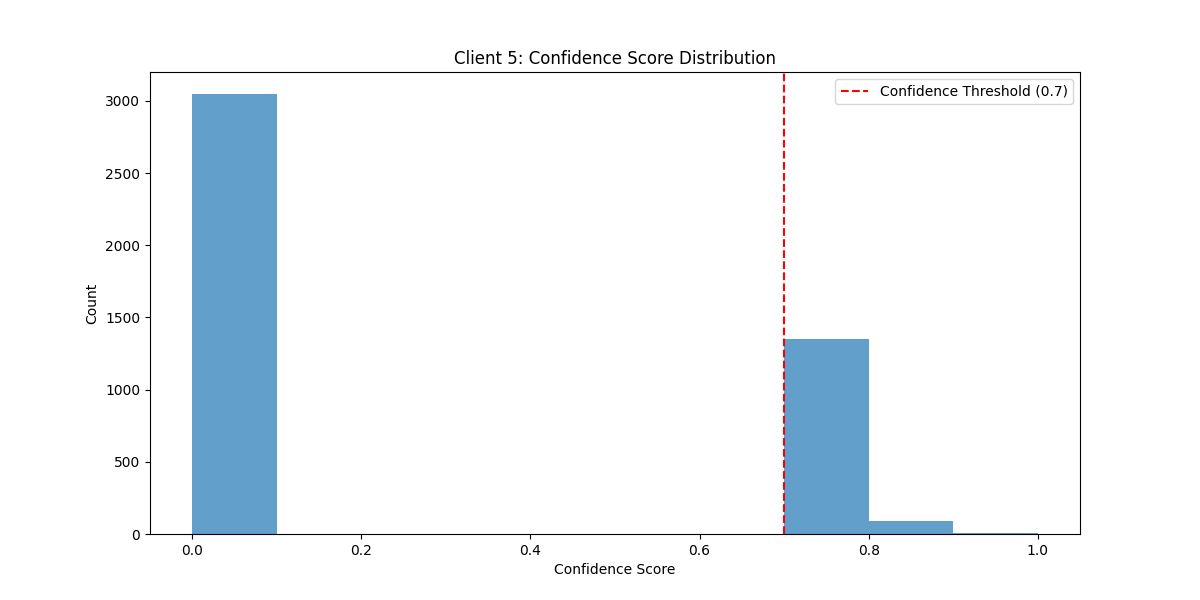 Client 5: Confidence Score Distribution
Confidence Threshold (0.7)
3000
2500
2000
1500
1000
500
0
Count
0.0 0.2 0.4 0.6 0.8 1.0
Confidence Score